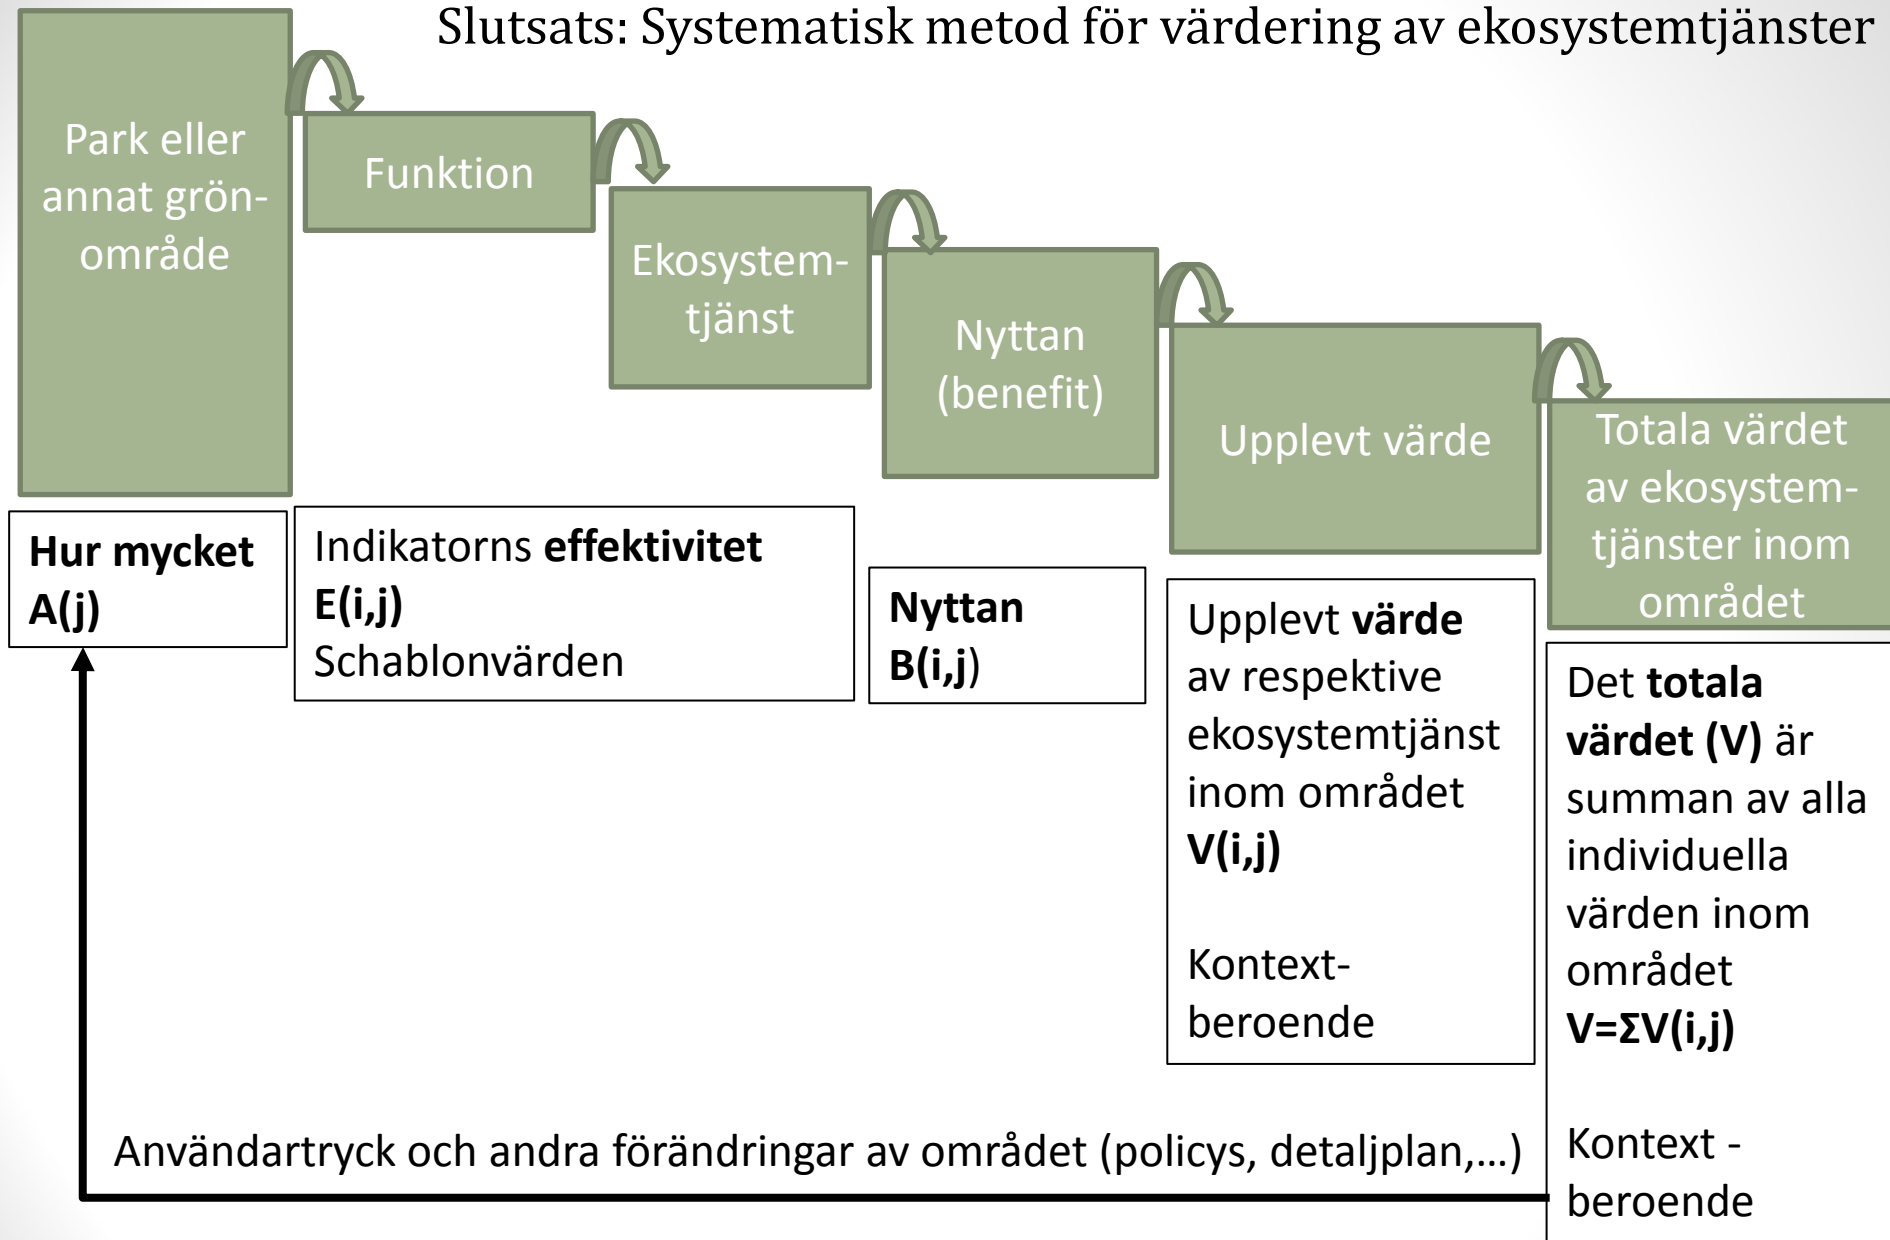 Slutsats: Systematisk metod för värdering av ekosystemtjänster
Park eller
annat grön-
område
Funktion
Ekosystem-
tjänst
Nyttan
(benefit)
Upplevt värde
Totala värdet
av ekosystem-
tjänster inom
området
Hur mycket
A(j)
Indikatorns effektivitet
E(i,j)
Schablonvärden
Nyttan
B(i,j)
Upplevt värde
av respektive
ekosystemtjänst
inom området
V(i,j)
Kontext-
beroende
Det totala
värdet (V) är
summan av alla
individuella
värden inom
området
V=ΣV(i,j)
Kontext -
beroende
Användartryck och andra förändringar av området (policys, detaljplan,…)